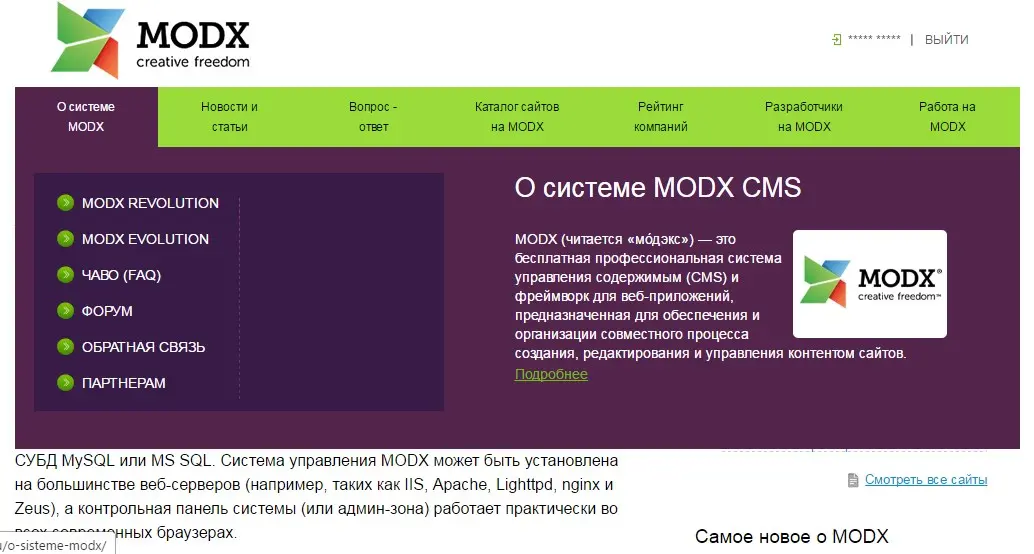 MODX
creative freedom
***** *****  |  ВЫЙТИ
О системе
MODX
Новости и
статьи
Вопрос -
ответ
Каталог сайтов
на MODX
Рейтинг
компаний
Разработчики
на MODX
Работа на
MODX
MODX REVOLUTION
MODX EVOLUTION
ЧАВО (FAQ)
ФОРУМ
ОБРАТНАЯ СВЯЗЬ
ПАРТНЕРАМ
О системе MODX CMS
MODX (читается «мо́дэкс») — это
бесплатная профессиональная система
управления содержимым (CMS) и
фреймворк для веб-приложений,
предназначенная для обеспечения и
организации совместного процесса
создания, редактирования и управления контентом сайтов.
Подробнее
MODX®
creative freedom™
СУБД MySQL или MS SQL. Система управления MODX может быть установлена
на большинстве веб-серверов (например, таких как IIS, Apache, Lighttpd, nginx и
Zeus), а контрольная панель системы (или админ-зона) работает практически во
всех современных браузерах.
Смотреть все сайты
Самое новое о MODX
u/o-sisteme-modx/